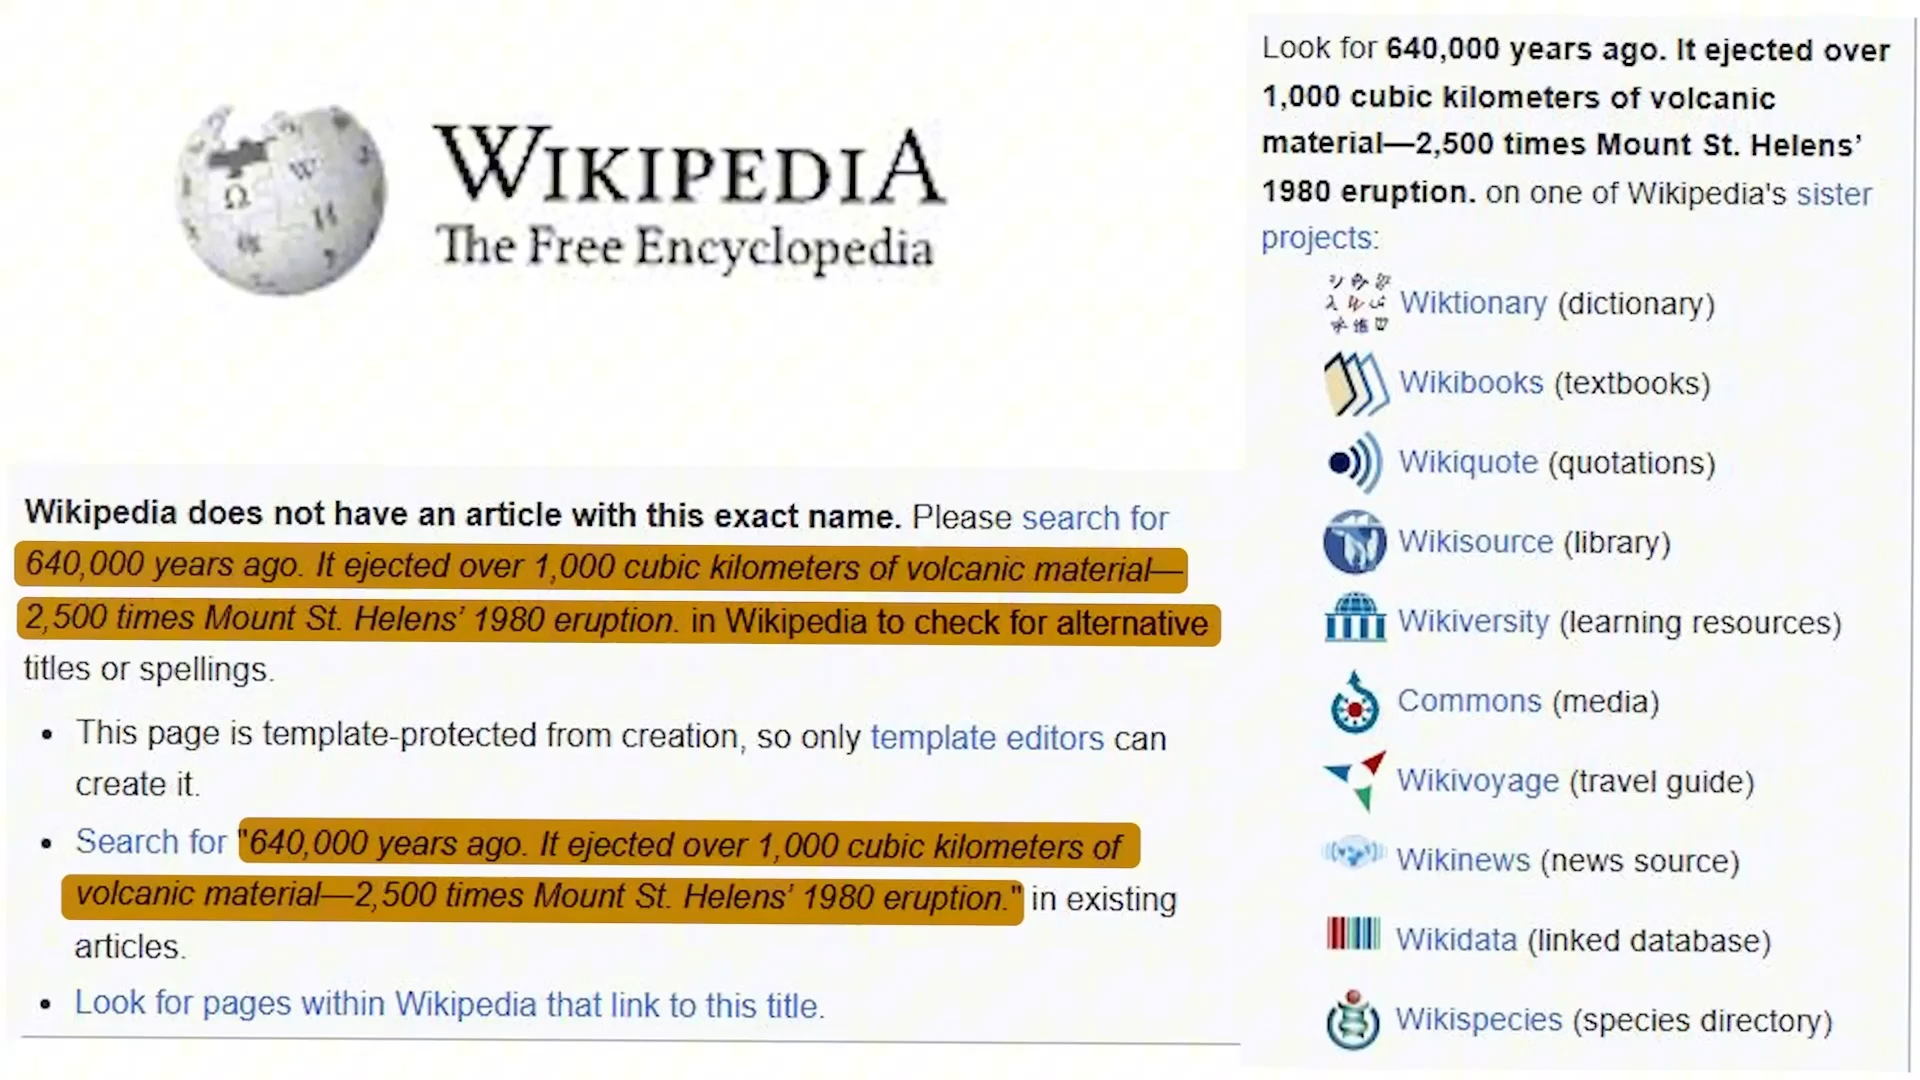 WIKIPEDIA
The Free Encyclopedia
Wikipedia does not have an article with this exact name. Please search for
640,000 years ago. It ejected over 1,000 cubic kilometers of volcanic material—
2,500 times Mount St. Helens’ 1980 eruption. in Wikipedia to check for alternative
titles or spellings.
• This page is template-protected from creation, so only template editors can
create it.
• Search for "640,000 years ago. It ejected over 1,000 cubic kilometers of
volcanic material—2,500 times Mount St. Helens’ 1980 eruption." in existing
articles.
• Look for pages within Wikipedia that link to this title.
Look for 640,000 years ago. It ejected over
1,000 cubic kilometers of volcanic
material—2,500 times Mount St. Helens’
1980 eruption. on one of Wikipedia's sister
projects:
Wiktionary (dictionary)
Wikibooks (textbooks)
Wikiquote (quotations)
Wikisource (library)
Wikiversity (learning resources)
Commons (media)
Wikivoyage (travel guide)
Wikinews (news source)
Wikidata (linked database)
Wikispecies (species directory)